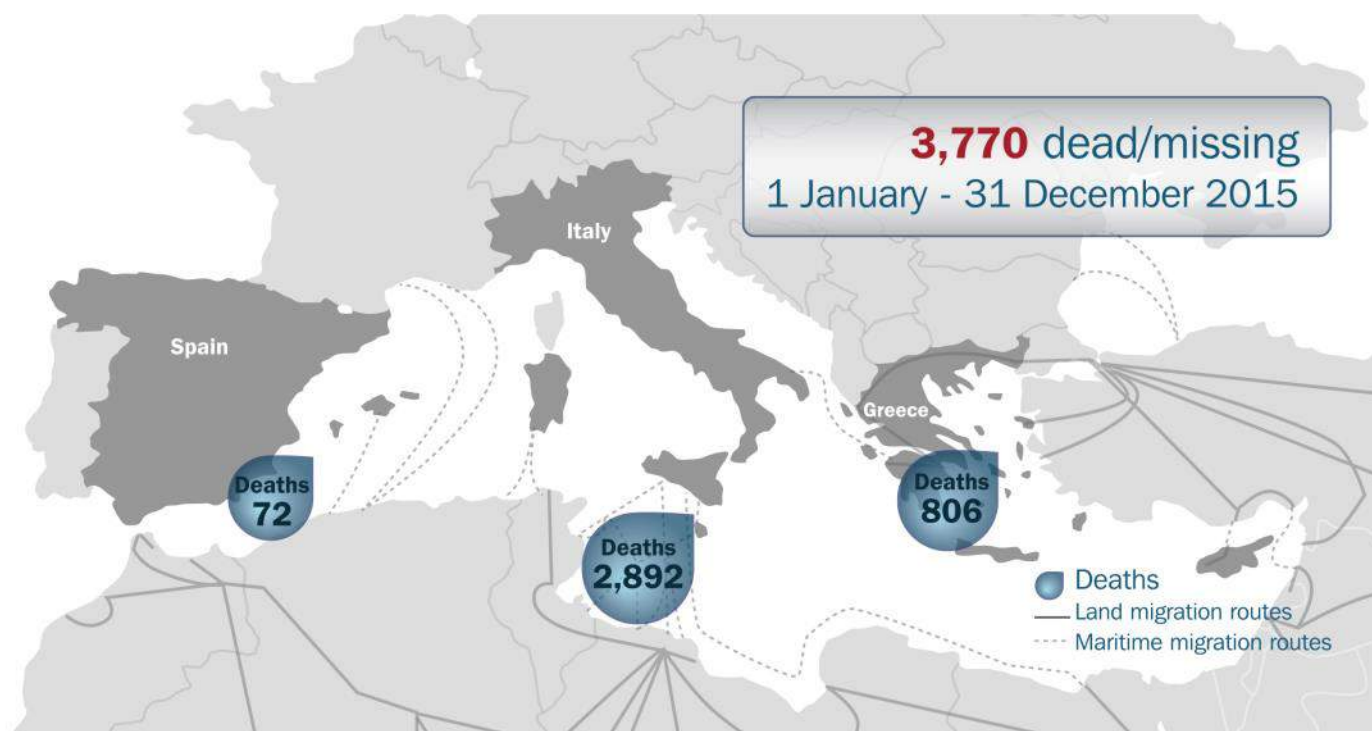 3,770 dead/missing
1 January - 31 December 2015
Italy
Spain
Greece
Deaths
72
Deaths
806
Deaths
2,892
Deaths
Land migration routes
Maritime migration routes